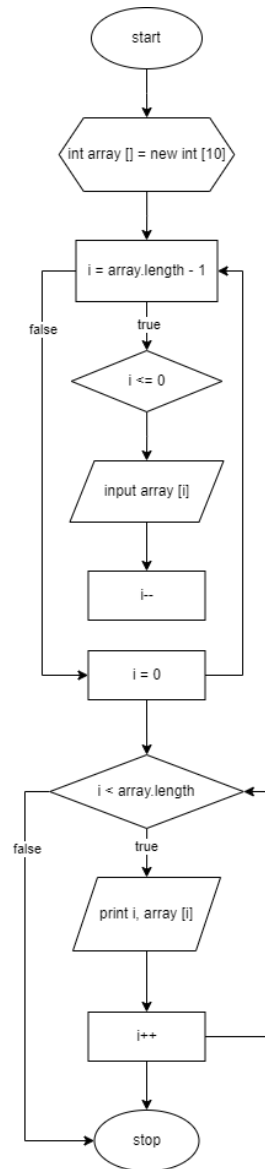 start
int array [] = new int [10]
i = array.length - 1
false
true
i <= 0
input array [i]
i--
i = 0
i < array.length
false
true
print i, array [i]
i++
stop